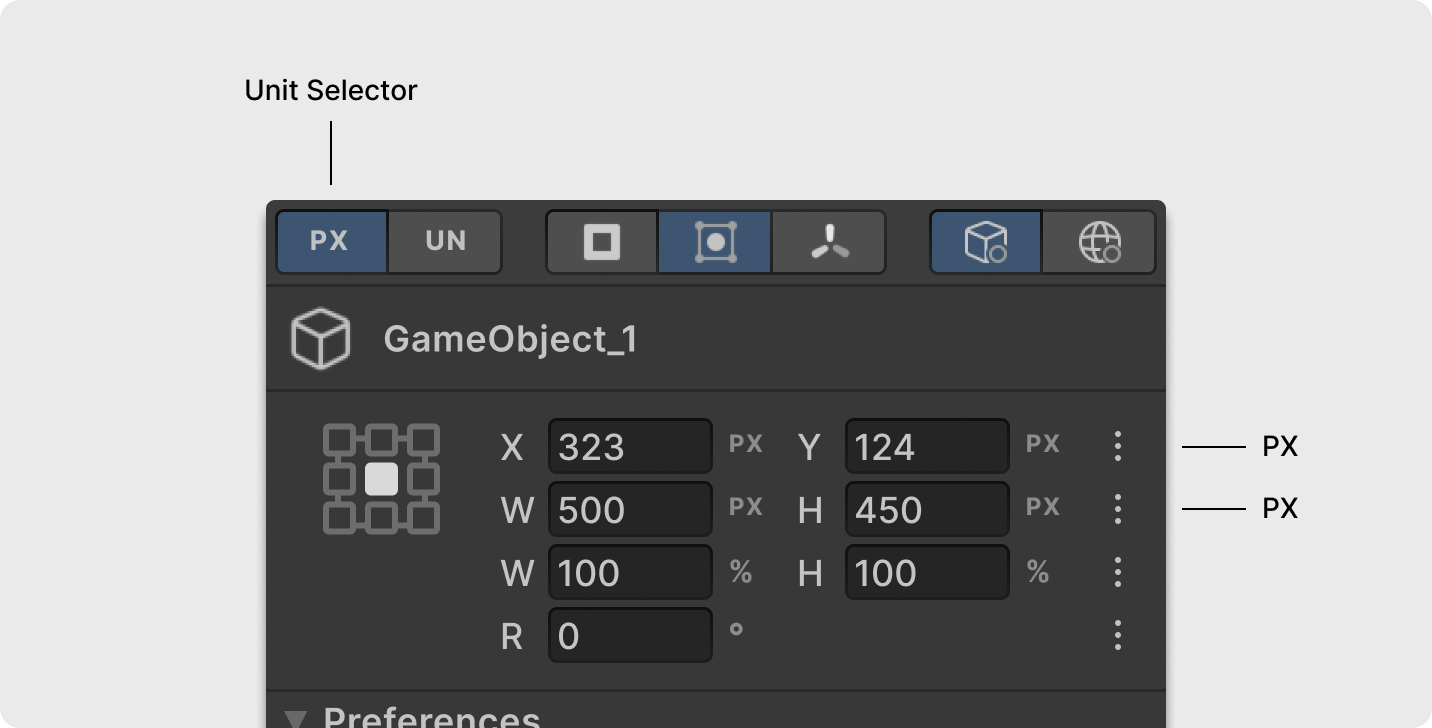 Unit Selector
PX UN
GameObject_1
X 323 PX Y 124 PX PX
W 500 PX H 450 PX PX
W 100 % H 100 %
R 0 °
Preferences